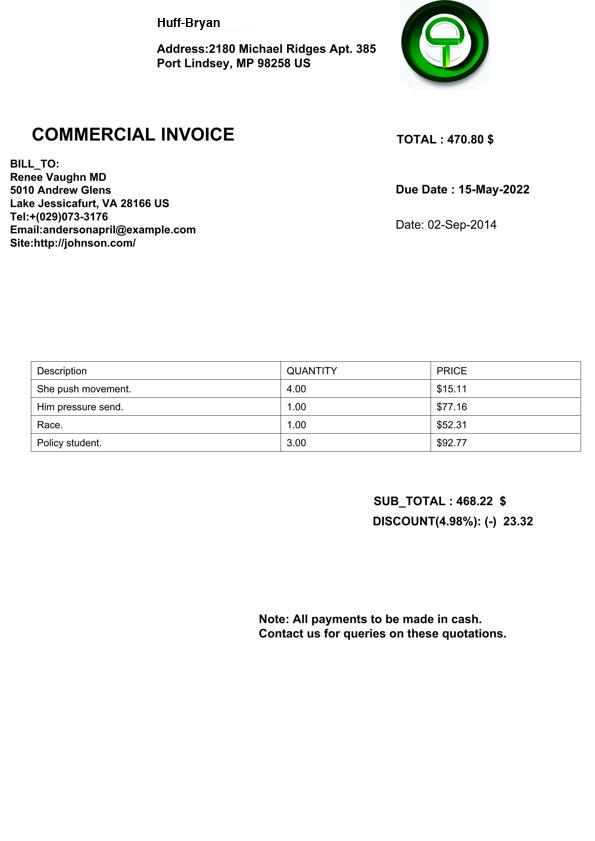 Huff-Bryan
Address:2180 Michael Ridges Apt. 385
Port Lindsey, MP 98258 US
COMMERCIAL INVOICE
TOTAL : 470.80 $
BILL_TO:
Renee Vaughn MD
5010 Andrew Glens
Lake Jessicafurt, VA 28166 US
Tel:+(029)073-3176
Email:andersonapril@example.com
Site:http://johnson.com/
Due Date : 15-May-2022
Date: 02-Sep-2014
Description QUANTITY PRICE
She push movement. 4.00 $15.11
Him pressure send. 1.00 $77.16
Race. 1.00 $52.31
Policy student. 3.00 $92.77
SUB_TOTAL : 468.22 $
DISCOUNT(4.98%): (-) 23.32
Note: All payments to be made in cash.
Contact us for queries on these quotations.